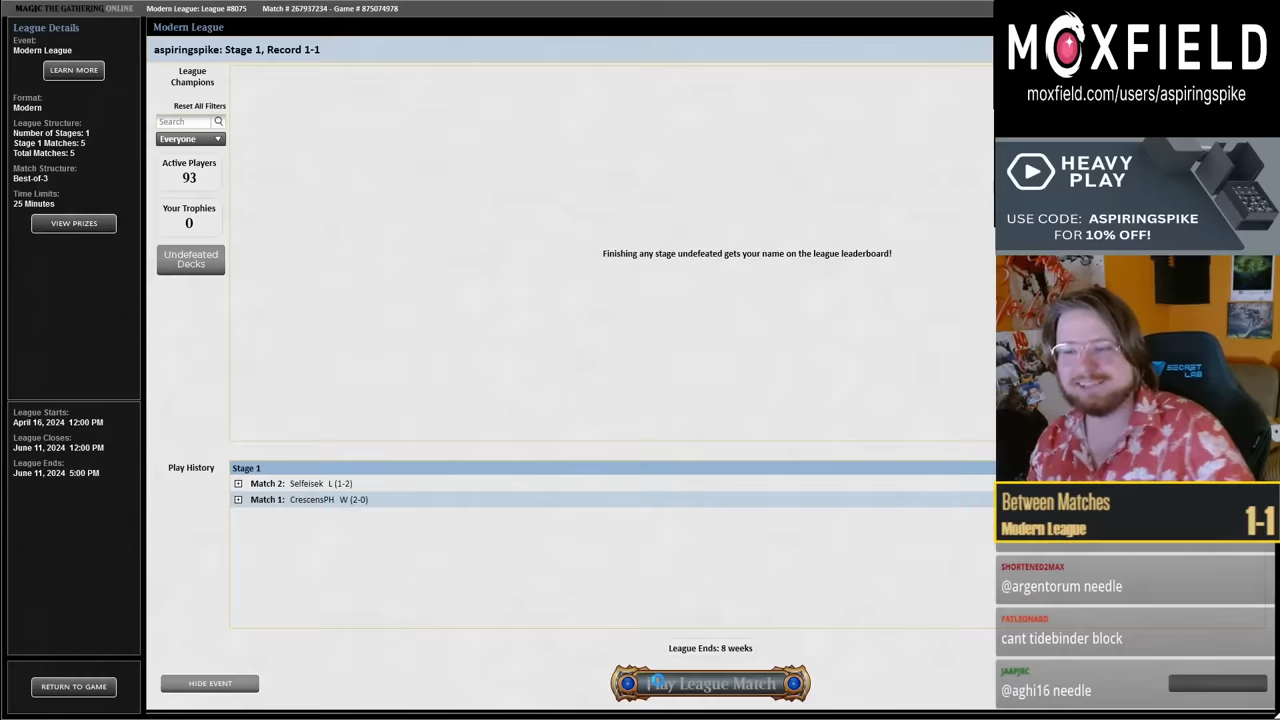 MAGIC THE GATHERING ONLINE
Modern League: League #8075
Match # 267937234 - Game # 875074978
League Details
Event:
Modern League
LEARN MORE
Format:
Modern
League Structure:
Number of Stages: 1
Stage 1 Matches: 5
Total Matches: 5
Match Structure:
Best-of-3
Time Limits:
25 Minutes
VIEW PRIZES
League Starts:
April 16, 2024 12:00 PM
League Closes:
June 11, 2024 12:00 PM
League Ends:
June 11, 2024 5:00 PM
RETURN TO GAME
Modern League
aspiringspike: Stage 1, Record 1-1
League
Champions
Reset All Filters
Search
Everyone
Active Players
93
Your Trophies
0
Undefeated
Decks
Finishing any stage undefeated gets your name on the league leaderboard!
Play History
Stage 1
Match 2: Selfeisek L (1-2)
Match 1: CrescensPH W (2-0)
League Ends: 8 weeks
HIDE EVENT
Play League Match
MOXFIELD
moxfield.com/users/aspiringspike
HEAVY
PLAY
USE CODE: ASPIRINGSPIKE
FOR 10% OFF!
SECRET
LAB
Between Matches
Modern League
1-1
SHORTENED2MAX
@argentorum needle
FATLEONARD
cant tidebinder block
JAAPJRC
@aghi16 needle